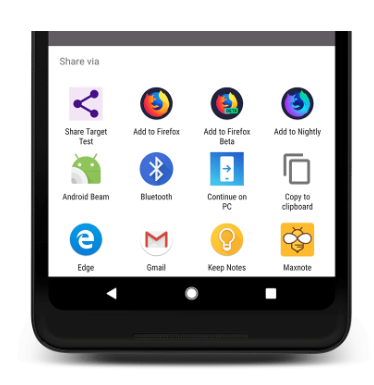 Share via
Share Target
Test
Add to Firefox
Add to Firefox
Beta
Add to Nightly
Android Beam
Bluetooth
Continue on
PC
Copy to
clipboard
Edge
Gmail
Keep Notes
Maxnote